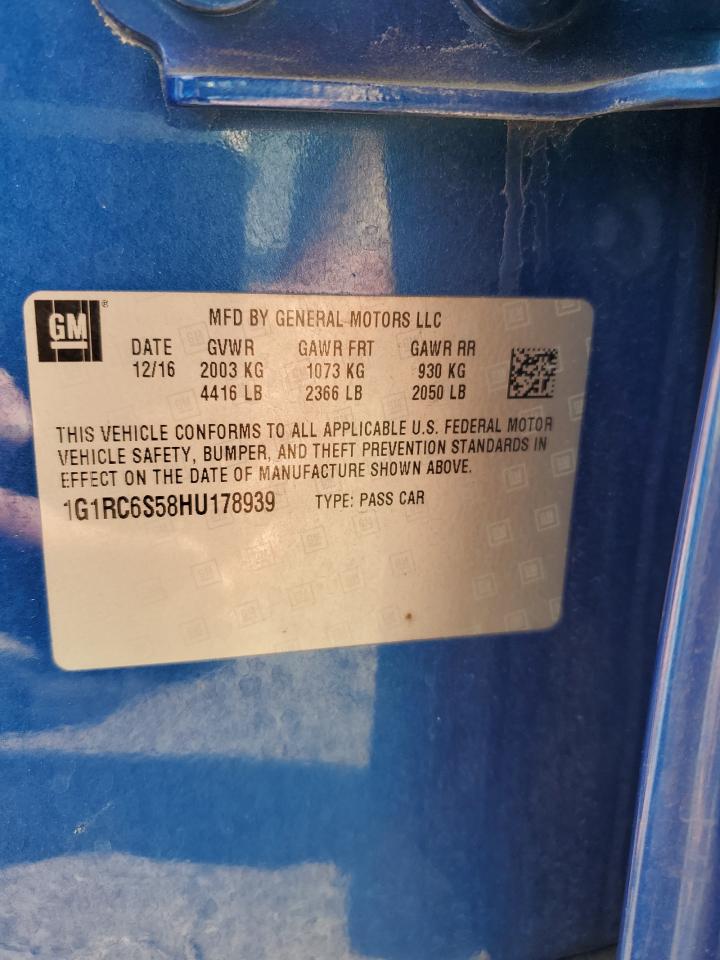 GM®
MFD BY GENERAL MOTORS LLC
DATE GVWR GAWR FRT GAWR RR
12/16 2003 KG 1073 KG 930 KG
4416 LB 2366 LB 2050 LB
THIS VEHICLE CONFORMS TO ALL APPLICABLE U.S. FEDERAL MOTOR
VEHICLE SAFETY, BUMPER, AND THEFT PREVENTION STANDARDS IN
EFFECT ON THE DATE OF MANUFACTURE SHOWN ABOVE.
1G1RC6S58HU178939 TYPE: PASS CAR